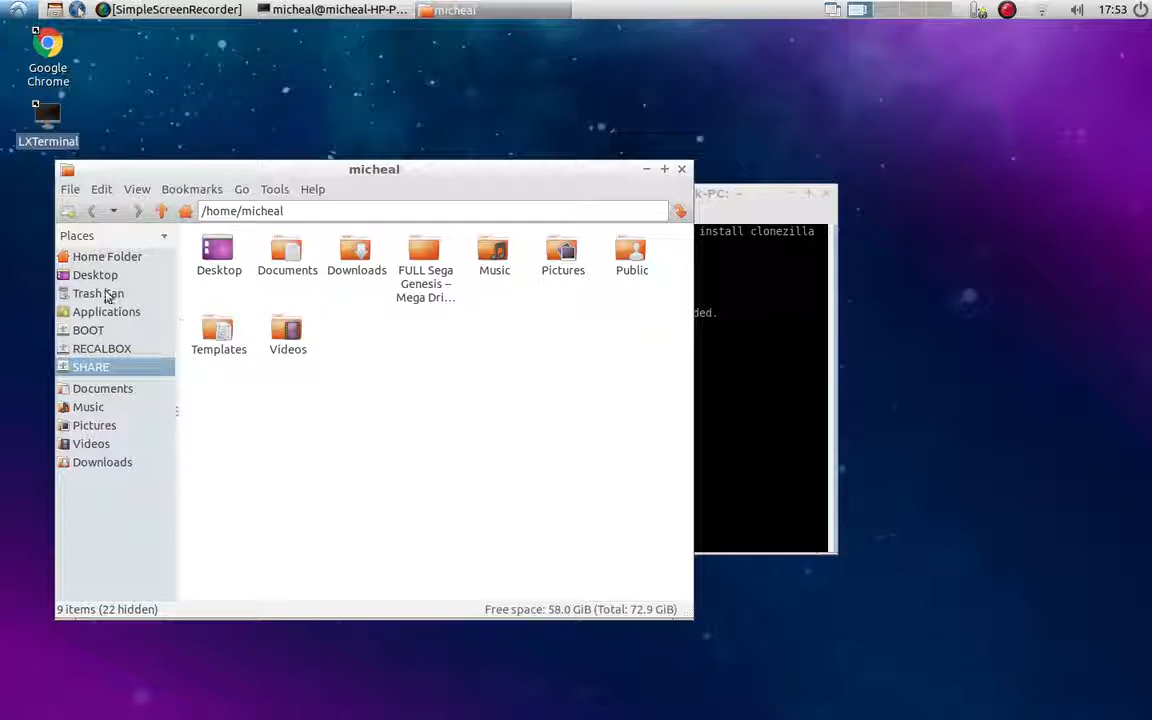 [SimpleScreenRecorder]
micheal@micheal-HP-P...
micheal
17:53
Google
Chrome
LXTerminal
micheal
File Edit View Bookmarks Go Tools Help
/home/micheal
Places
Home Folder
Desktop
Trash Can
Applications
BOOT
RECALBOX
SHARE
Documents
Music
Pictures
Videos
Downloads
Desktop
Documents
Downloads
FULL Sega
Genesis –
Mega Dri...
Music
Pictures
Public
Templates
Videos
9 items (22 hidden)
Free space: 58.0 GiB (Total: 72.9 GiB)
k-PC: ~
install clonezilla
ded.